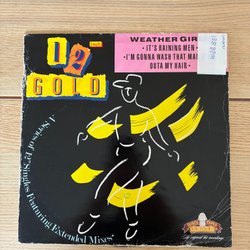 WEATHER GIR
• IT'S RAINING MEN •
• I'M GONNA WASH THAT MA
OUTA MY HAIR •
12"
GOLD
A series of 12" Singles Featuring Extended Mixes